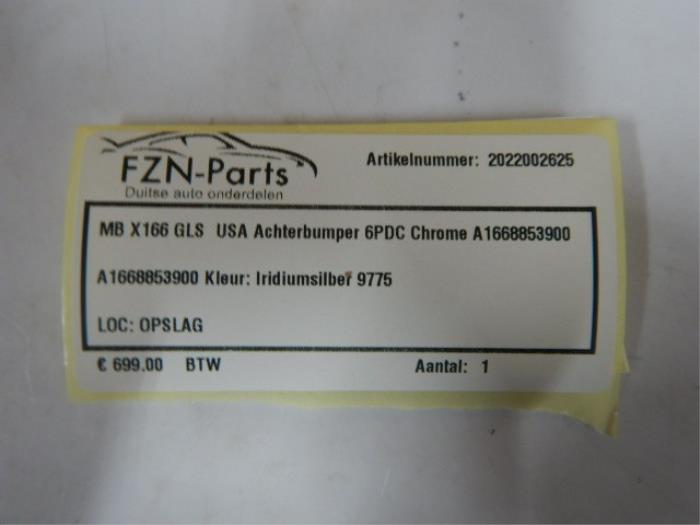 FZN-Parts
Duitse auto onderdelen
Artikelnummer: 2022002625
MB X166 GLS USA Achterbumper 6PDC Chrome A1668853900
A1668853900 Kleur: Iridiumsilber 9775
LOC: OPSLAG
€ 699.00 BTW
Aantal: 1